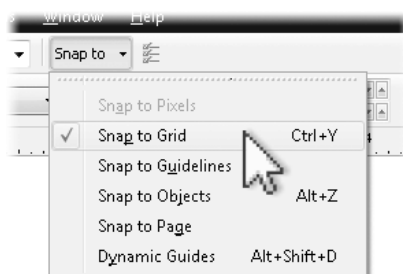 Window Help
Snap to
Snap to Pixels
Snap to Grid Ctrl+Y
Snap to Guidelines
Snap to Objects Alt+Z
Snap to Page
Dynamic Guides Alt+Shift+D